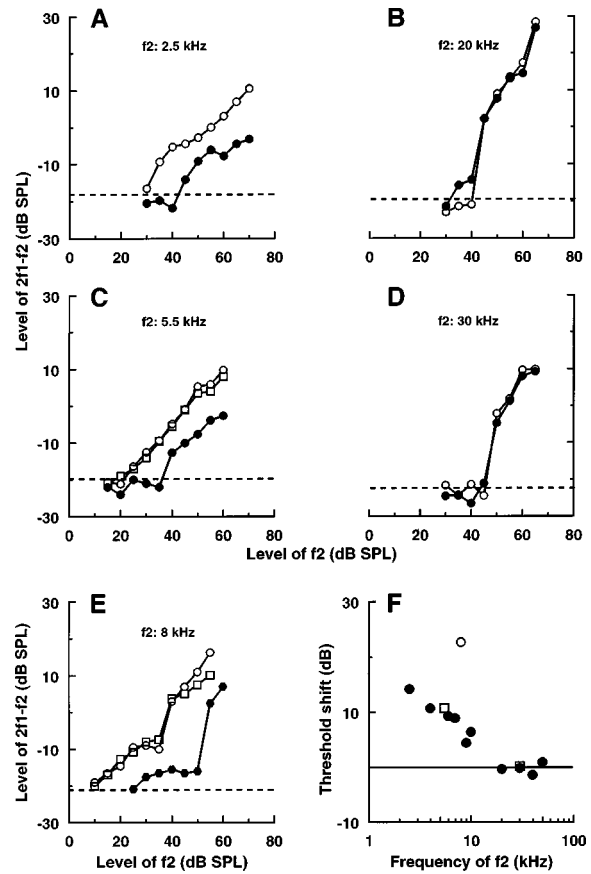 A
f2: 2.5 kHz
30
10
-10
-30
0 20 40 60 80
B
f2: 20 kHz
0 20 40 60 80
Level of 2f1-f2 (dB SPL)
C
f2: 5.5 kHz
30
10
-10
-30
0 20 40 60 80
D
f2: 30 kHz
0 20 40 60 80
Level of f2 (dB SPL)
E
f2: 8 kHz
30
10
-10
-30
0 20 40 60 80
Level of 2f1-f2 (dB SPL)
Level of f2 (dB SPL)
F
30
10
-10
1 10 100
Threshold shift (dB)
Frequency of f2 (kHz)